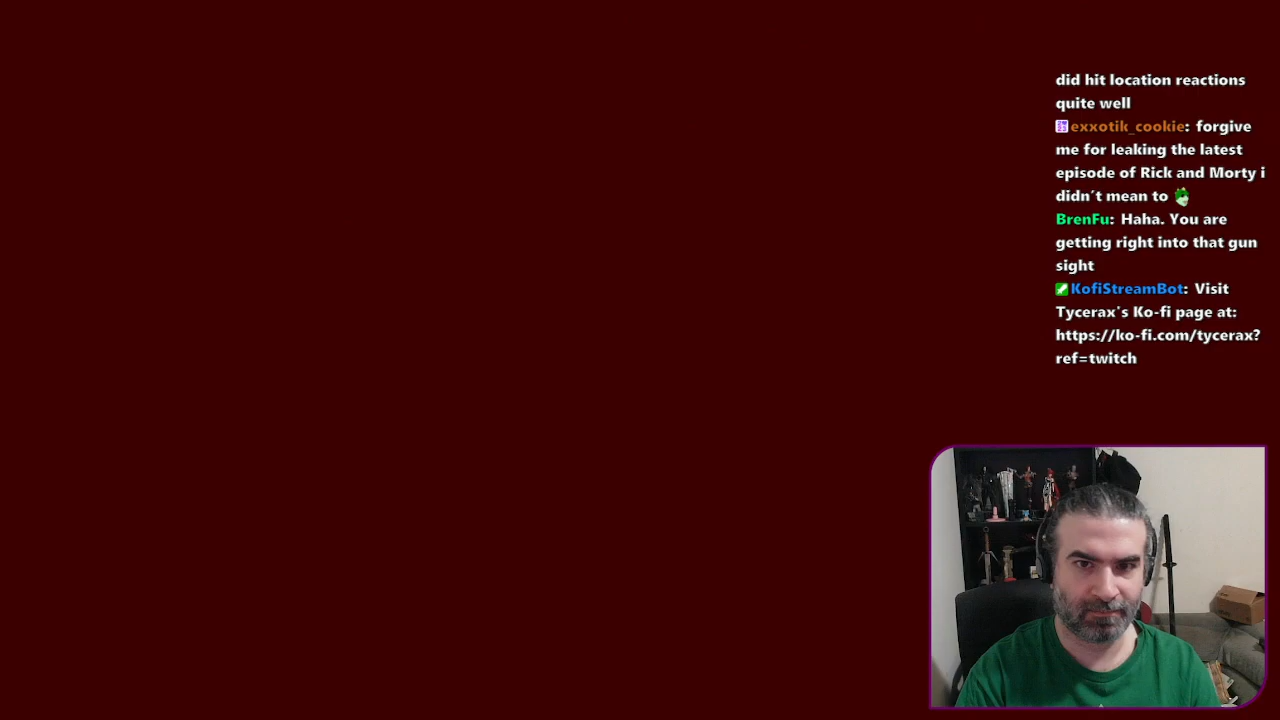 did hit location reactions
quite well
exxotik_cookie: forgive
me for leaking the latest
episode of Rick and Morty i
didn't mean to
BrenFu: Haha. You are
getting right into that gun
sight
KofiStreamBot: Visit
Tycerax's Ko-fi page at:
https://ko-fi.com/tycerax?
ref=twitch